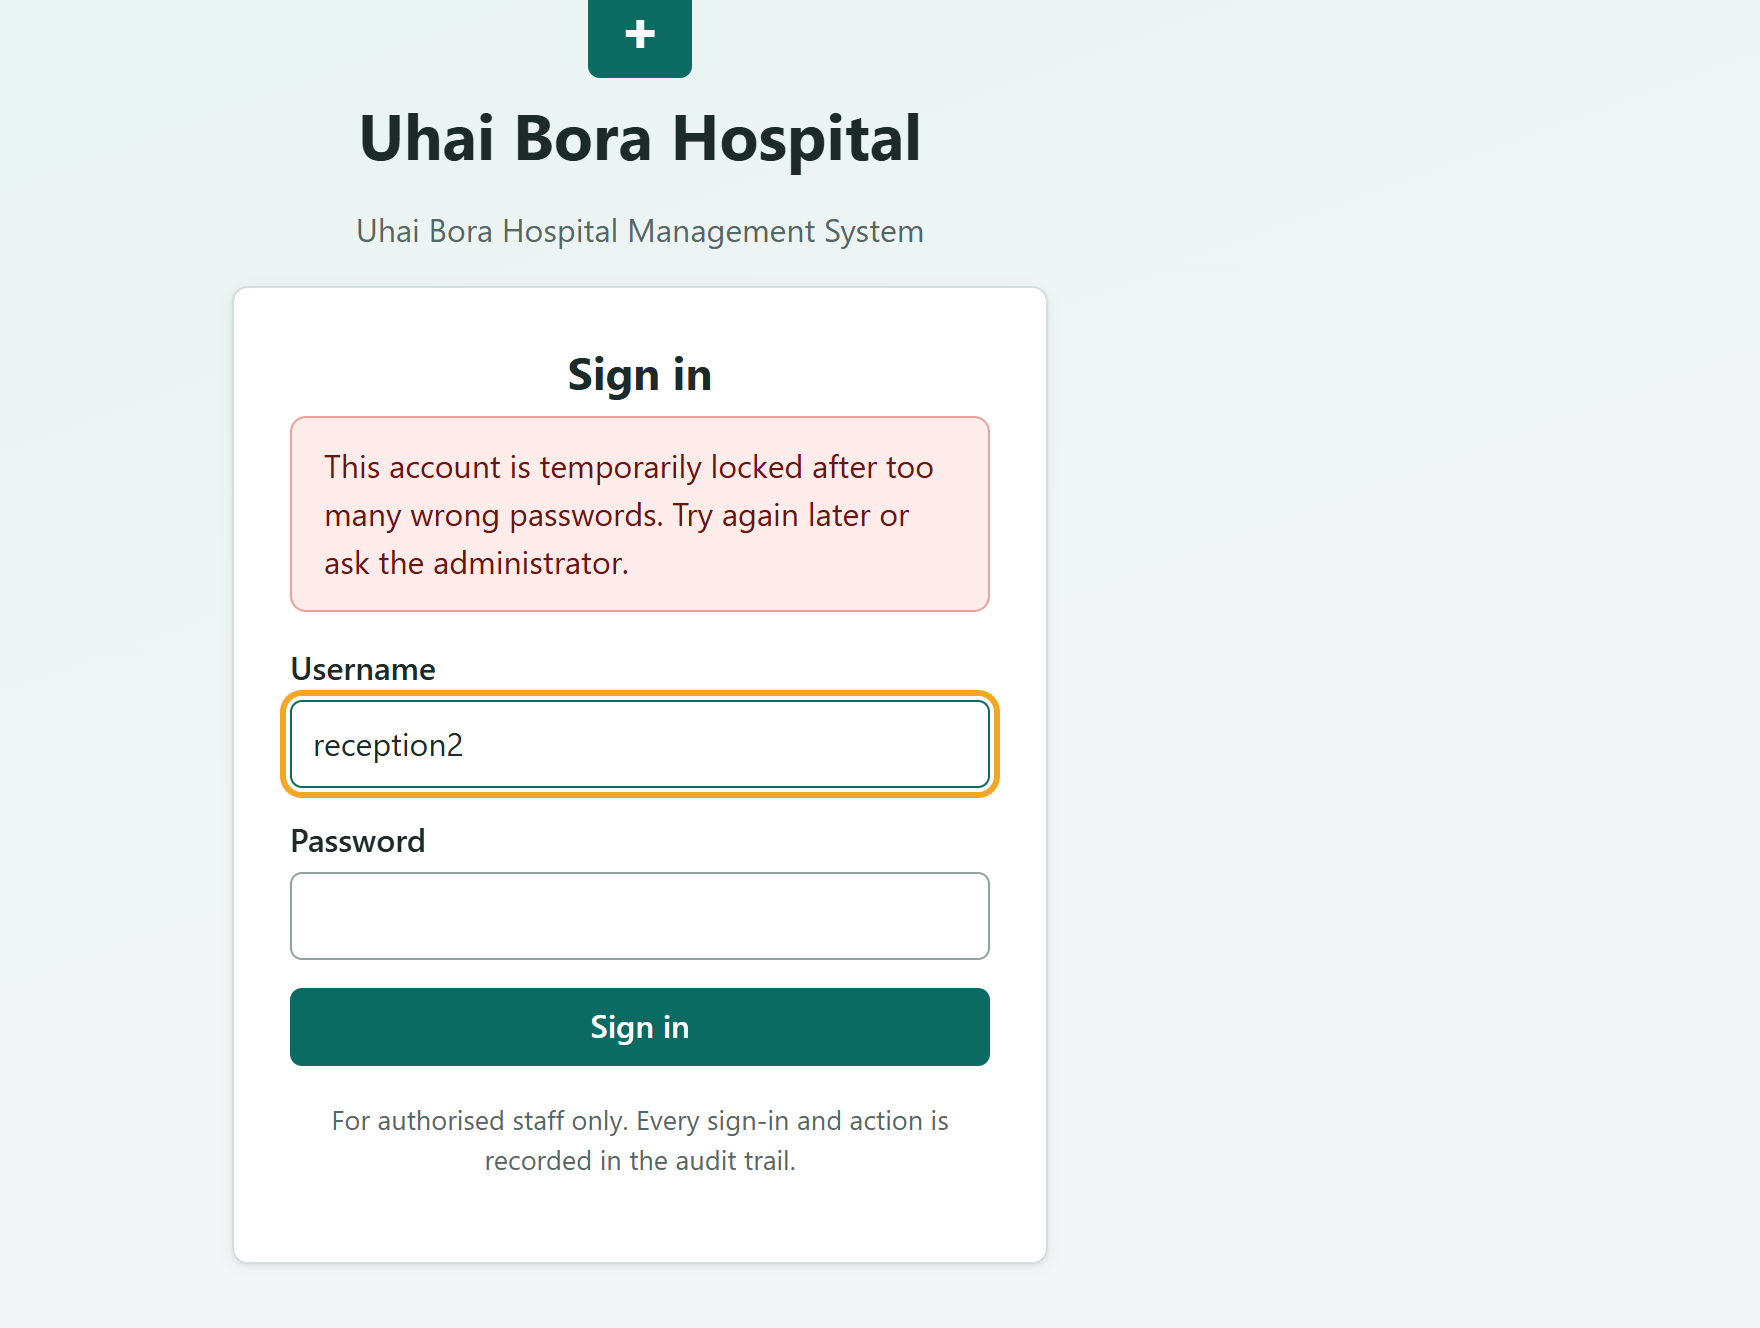 Uhai Bora Hospital
Uhai Bora Hospital Management System
Sign in
This account is temporarily locked after too
many wrong passwords. Try again later or
ask the administrator.
Username
reception2
Password
Sign in
For authorised staff only. Every sign-in and action is
recorded in the audit trail.